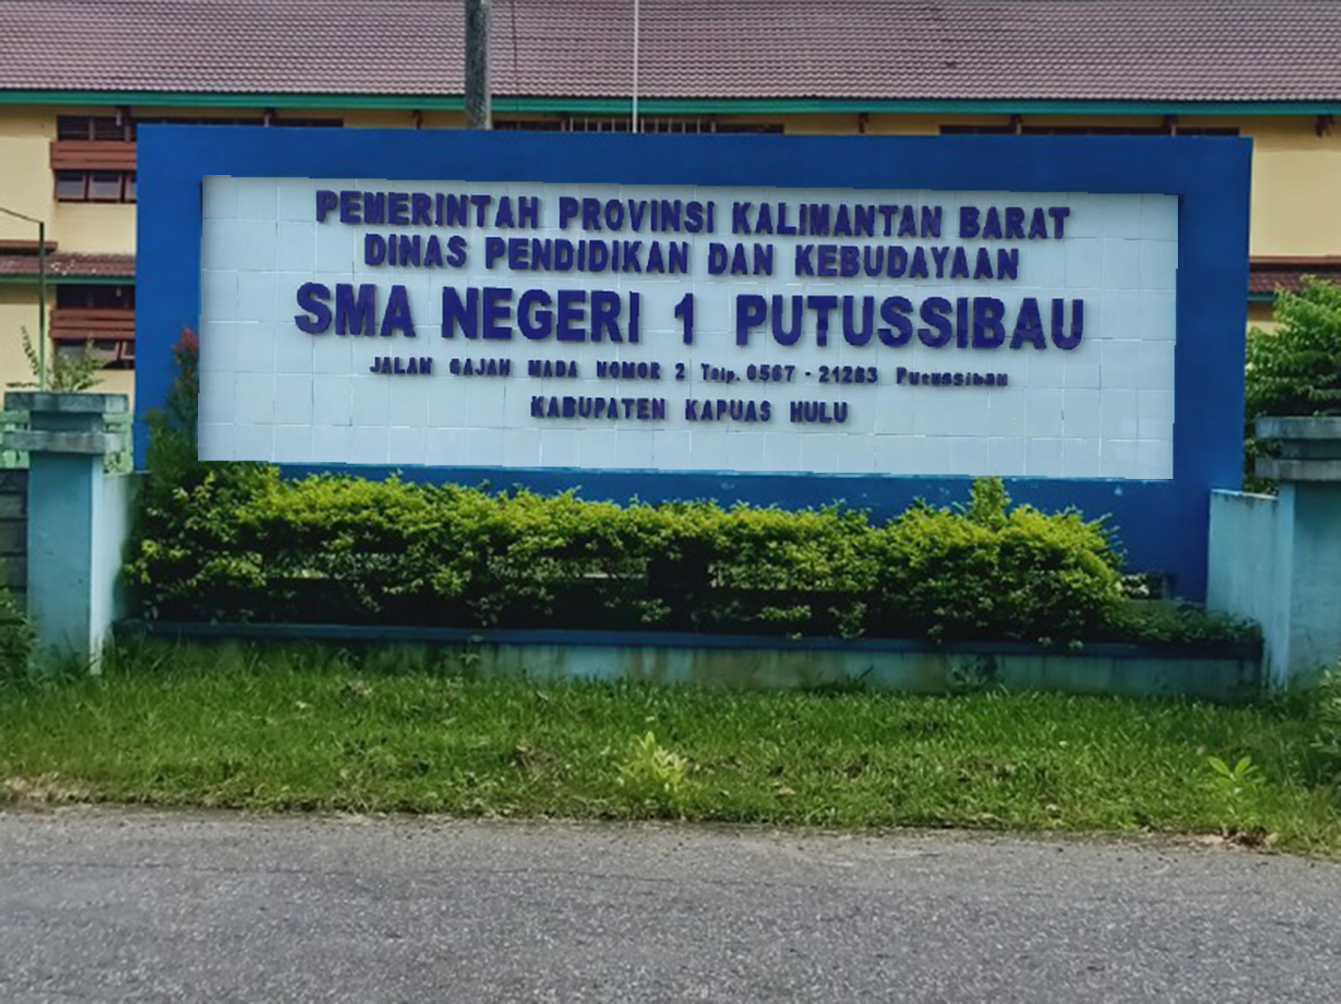 PEMERINTAH PROVINSI KALIMANTAN BARAT
DINAS PENDIDIKAN DAN KEBUDAYAAN
SMA NEGERI 1 PUTUSSIBAU
JALAN GAJAH MADA NOMOR 2 Telp. 0567 - 21283 Putussibau
KABUPATEN KAPUAS HULU